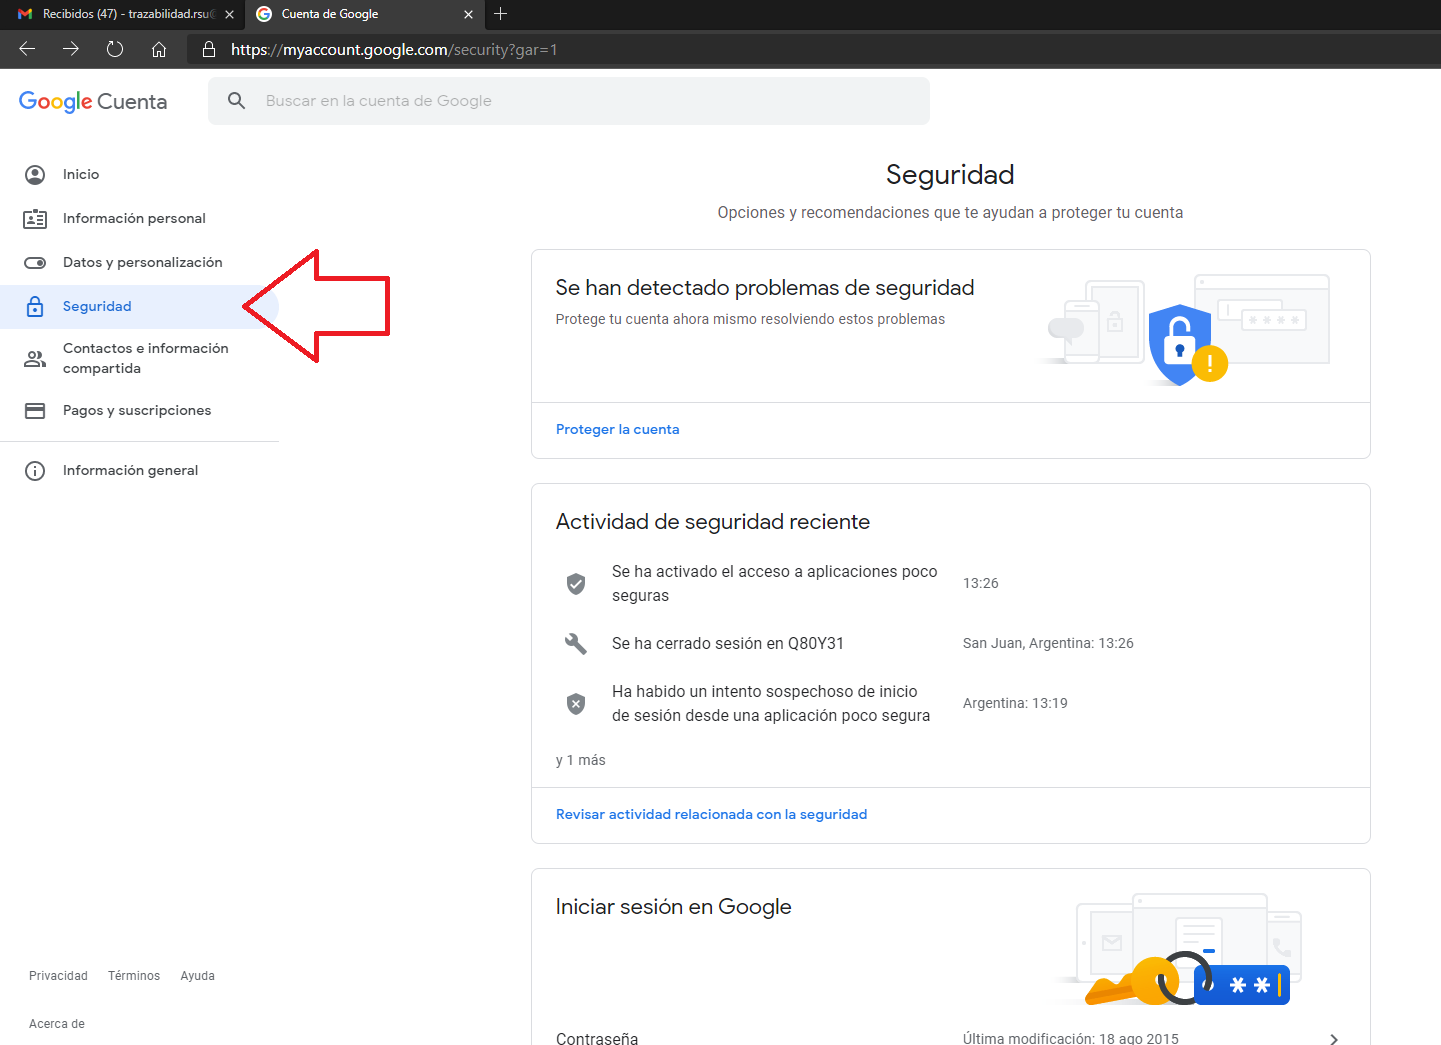 Recibidos (47) - trazabilidad.rsu@
Cuenta de Google
https://myaccount.google.com/security?gar=1
Google Cuenta
Buscar en la cuenta de Google
Inicio
Información personal
Datos y personalización
Seguridad
Contactos e información
compartida
Pagos y suscripciones
Información general
Privacidad Términos Ayuda
Acerca de
Seguridad
Opciones y recomendaciones que te ayudan a proteger tu cuenta
Se han detectado problemas de seguridad
Protege tu cuenta ahora mismo resolviendo estos problemas
Proteger la cuenta
Actividad de seguridad reciente
Se ha activado el acceso a aplicaciones poco
seguras
13:26
Se ha cerrado sesión en Q80Y31
San Juan, Argentina: 13:26
Ha habido un intento sospechoso de inicio
de sesión desde una aplicación poco segura
Argentina: 13:19
y 1 más
Revisar actividad relacionada con la seguridad
Iniciar sesión en Google
Contraseña
Última modificación: 18 ago 2015